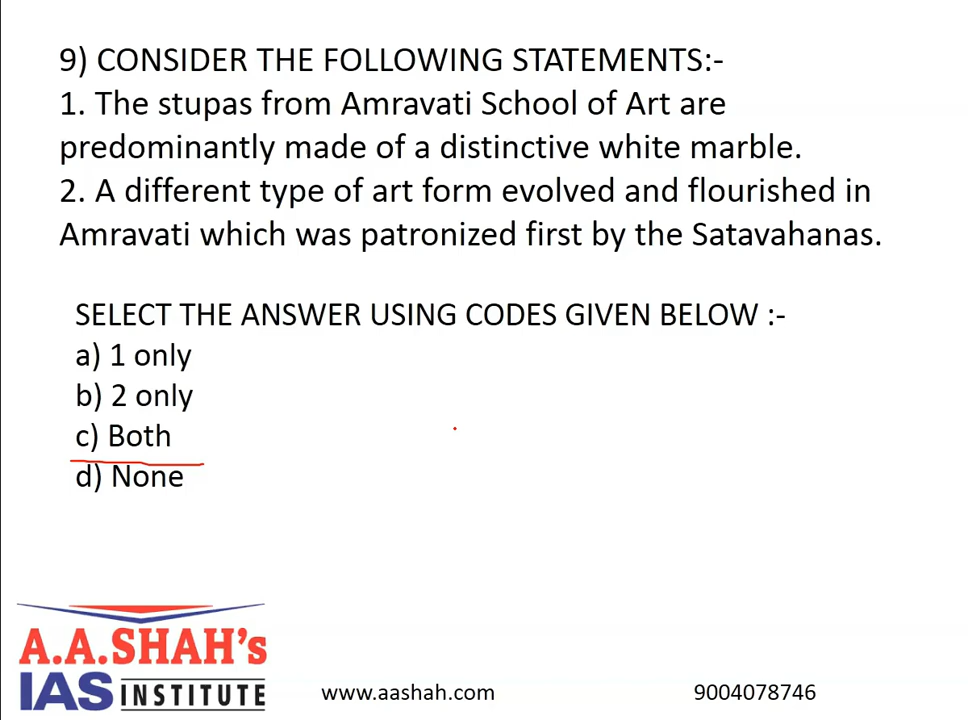 9) CONSIDER THE FOLLOWING STATEMENTS:-
1. The stupas from Amravati School of Art are
predominantly made of a distinctive white marble.
2. A different type of art form evolved and flourished in
Amravati which was patronized first by the Satavahanas.
SELECT THE ANSWER USING CODES GIVEN BELOW :-
a) 1 only
b) 2 only
c) Both
d) None
A.A.SHAH's
IAS INSTITUTE
www.aashah.com 9004078746